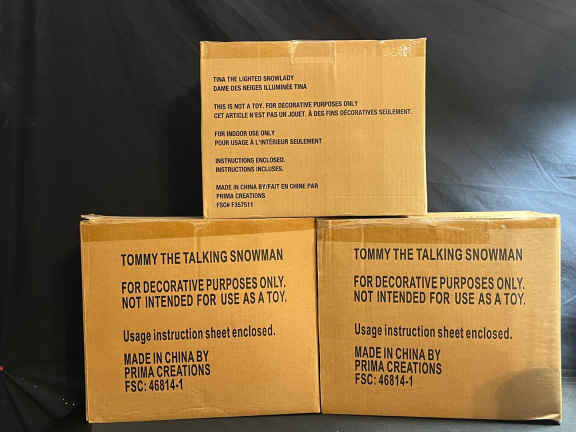 TINA THE LIGHTED SNOWLADY
DAME DES NEIGES ILLUMINÉE TINA
THIS IS NOT A TOY. FOR DECORATIVE PURPOSES ONLY
CET ARTICLE N'EST PAS UN JOUET. À DES FINS DÉCORATIVES SEULEMENT.
FOR INDOOR USE ONLY
POUR USAGE À L'INTÉRIEUR SEULEMENT
INSTRUCTIONS ENCLOSED.
INSTRUCTIONS INCLUSES.
MADE IN CHINA BY/FAIT EN CHINE PAR
PRIMA CREATIONS
FSC# F357511
TOMMY THE TALKING SNOWMAN
FOR DECORATIVE PURPOSES ONLY.
NOT INTENDED FOR USE AS A TOY.
Usage instruction sheet enclosed.
MADE IN CHINA BY
PRIMA CREATIONS
FSC: 46814-1
TOMMY THE TALKING SNOWMAN
FOR DECORATIVE PURPOSES ONLY.
NOT INTENDED FOR USE AS A TOY.
Usage instruction sheet enclosed.
MADE IN CHINA BY
PRIMA CREATIONS
FSC: 46814-1